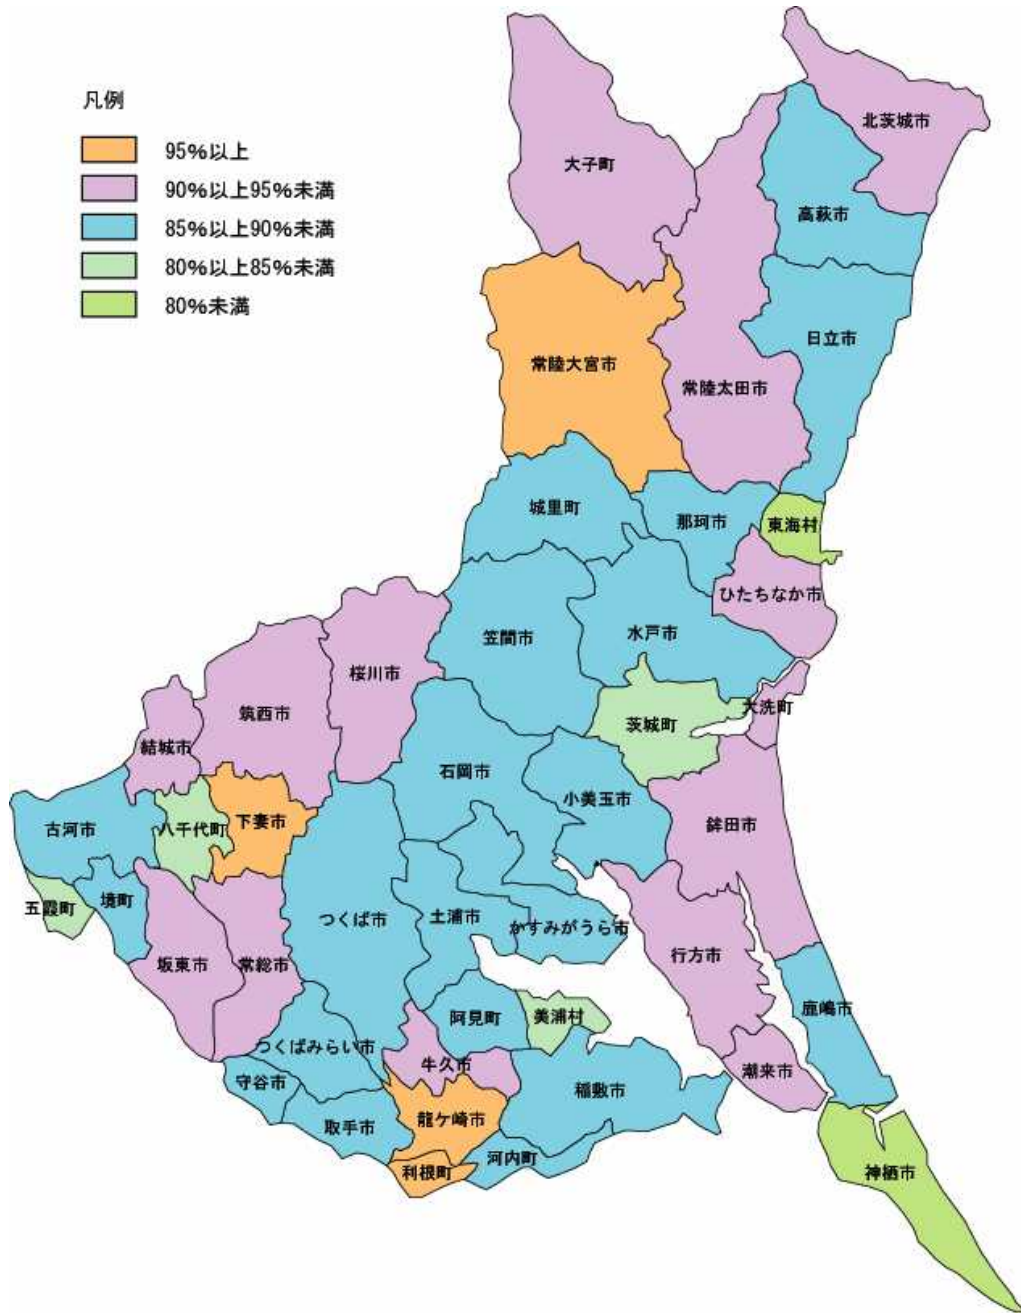 凡例
95%以上
90%以上95%未満
85%以上90%未満
80%以上85%未満
80%未満
北茨城市
大子町
高萩市
日立市
常陸大宮市
常陸太田市
城里町
那珂市
東海村
ひたちなか市
笠間市
水戸市
桜川市
筑西市
茨城町
大洗町
結城市
石岡市
小美玉市
古河市
八千代町
下妻市
鉾田市
五霞町
境町
つくば市
土浦市
かすみがうら市
坂東市
常総市
行方市
鹿嶋市
阿見町
美浦村
つくばみらい市
牛久市
潮来市
守谷市
稲敷市
取手市
龍ケ崎市
利根町
河内町
神栖市